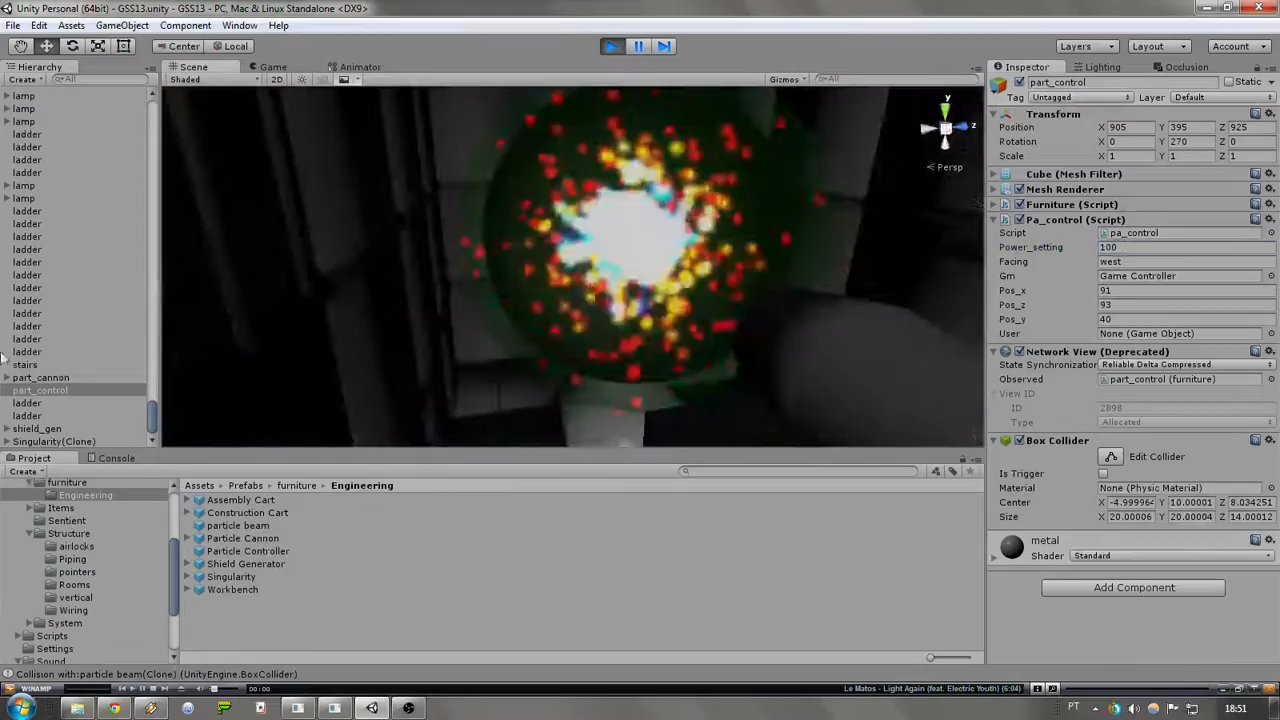 Unity Personal (64bit) - GSS13.unity - GSS13 - PC, Mac & Linux Standalone <DX9>
File Edit Assets GameObject Component Window Help
Center Local Layers Layout Account
Hierarchy Scene Game Animator Inspector Lighting Occlusion
Create All Shaded 2D Gizmos All part_control Static
lamp Tag Untagged Layer Default
lamp Transform
lamp Position X 905 Y 395 Z 925
ladder Rotation X 0 Y 270 Z 0
ladder Scale X 1 Y 1 Z 1
ladder y z Persp
ladder Cube (Mesh Filter)
lamp Mesh Renderer
lamp Furniture (Script)
ladder Pa_control (Script)
ladder Script pa_control
ladder Power_setting 100
ladder Facing west
ladder Gm Game Controller
ladder Pos_x 91
ladder Pos_z 93
ladder Pos_y 40
ladder User None (Game Object)
ladder
ladder
ladder Network View (Deprecated)
stairs State Synchronization Reliable Delta Compressed
part_cannon Observed part_control (furniture)
part_control View ID
ladder ID 2898
ladder Type Allocated
shield_gen
Singularity(Clone) Box Collider
Project Console Edit Collider
Create Is Trigger
furniture Assets Prefabs furniture Engineering Material None (Physic Material)
Engineering Assembly Cart Center X -4.999964 Y 10.00001 Z 8.034251
Items Construction Cart Size X 20.00006 Y 20.00004 Z 14.00012
Sentient particle beam
Structure Particle Cannon metal
airlocks Particle Controller Shader Standard
Piping Shield Generator
pointers Singularity
Rooms Workbench Add Component
vertical
Wiring
System
Scripts
Settings
Sound
Collision with:particle beam(Clone) (UnityEngine.BoxCollider)
WINAMP 00:00 Le Matos - Light Again (feat. Electric Youth) (6:04)
PT 18:51